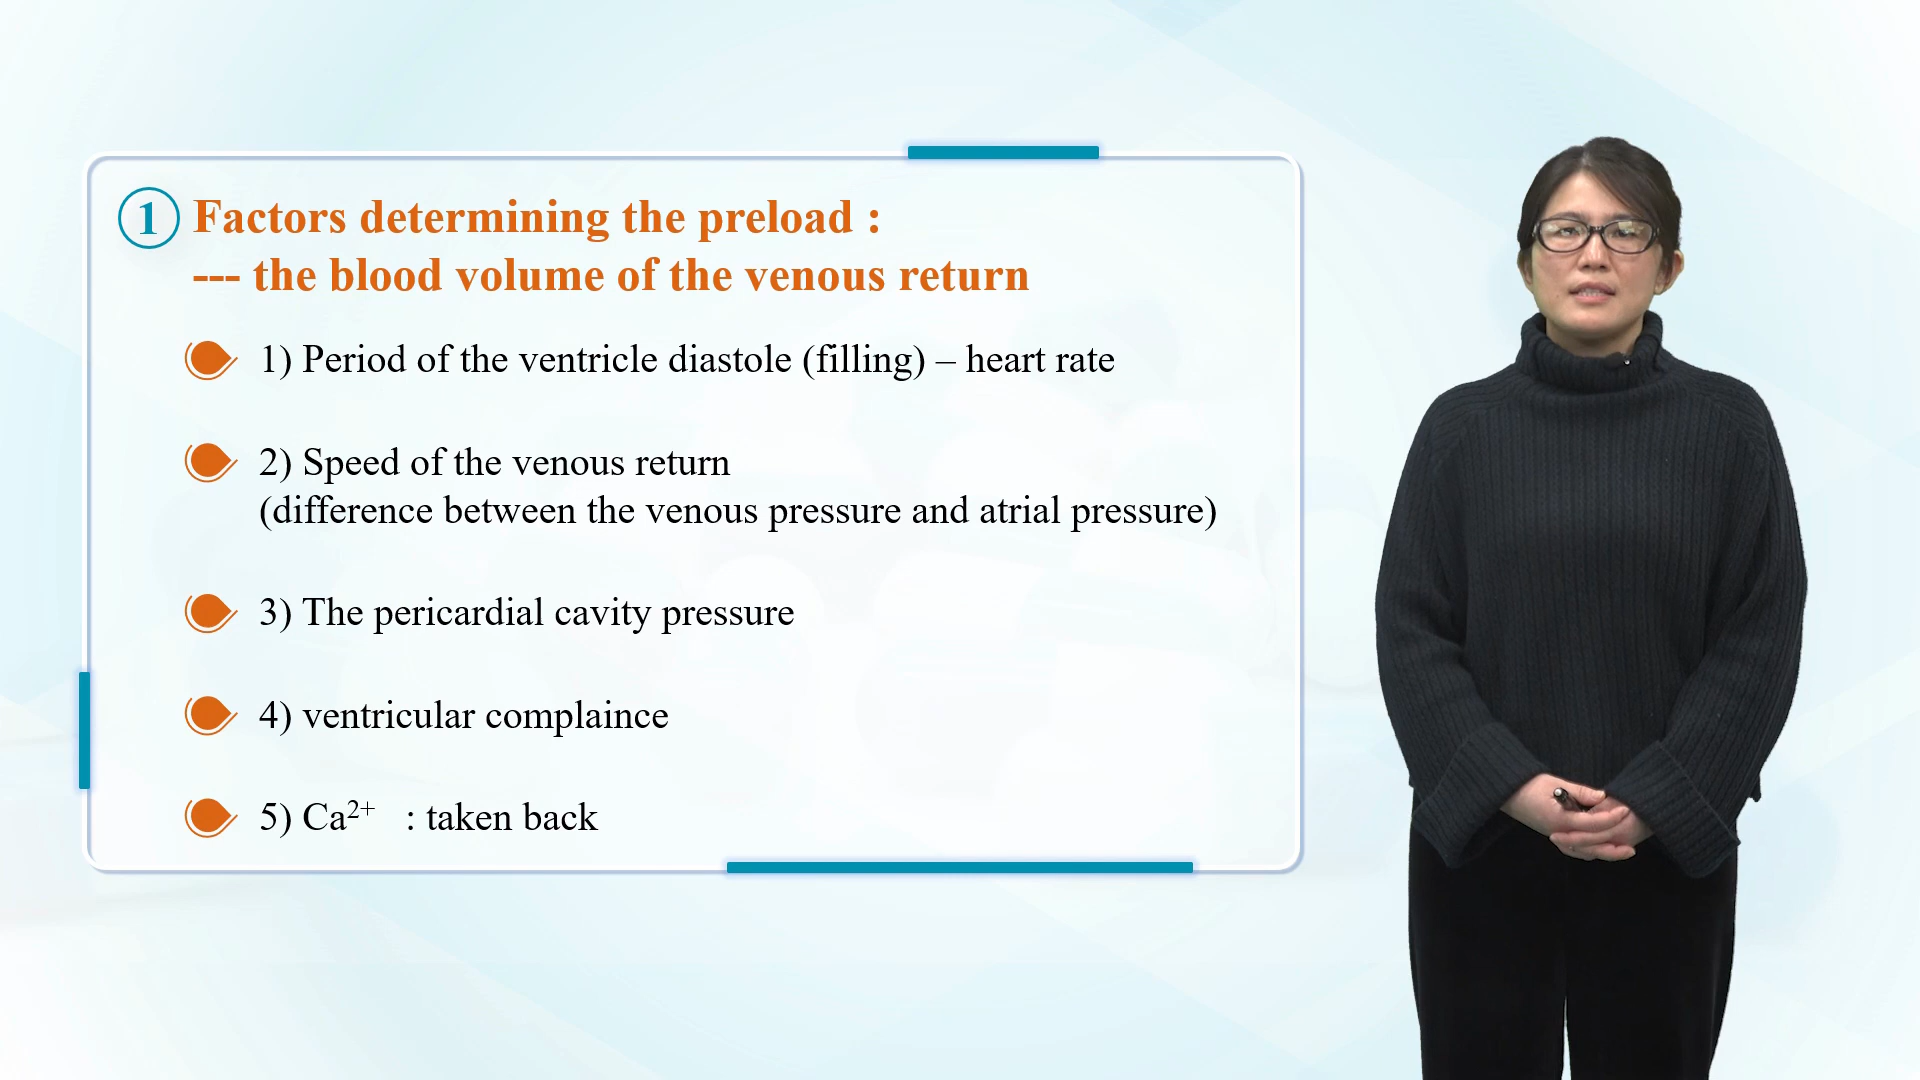 1 Factors determining the preload :
--- the blood volume of the venous return
1) Period of the ventricle diastole (filling) – heart rate
2) Speed of the venous return
(difference between the venous pressure and atrial pressure)
3) The pericardial cavity pressure
4) ventricular complaince
5) Ca²⁺ : taken back